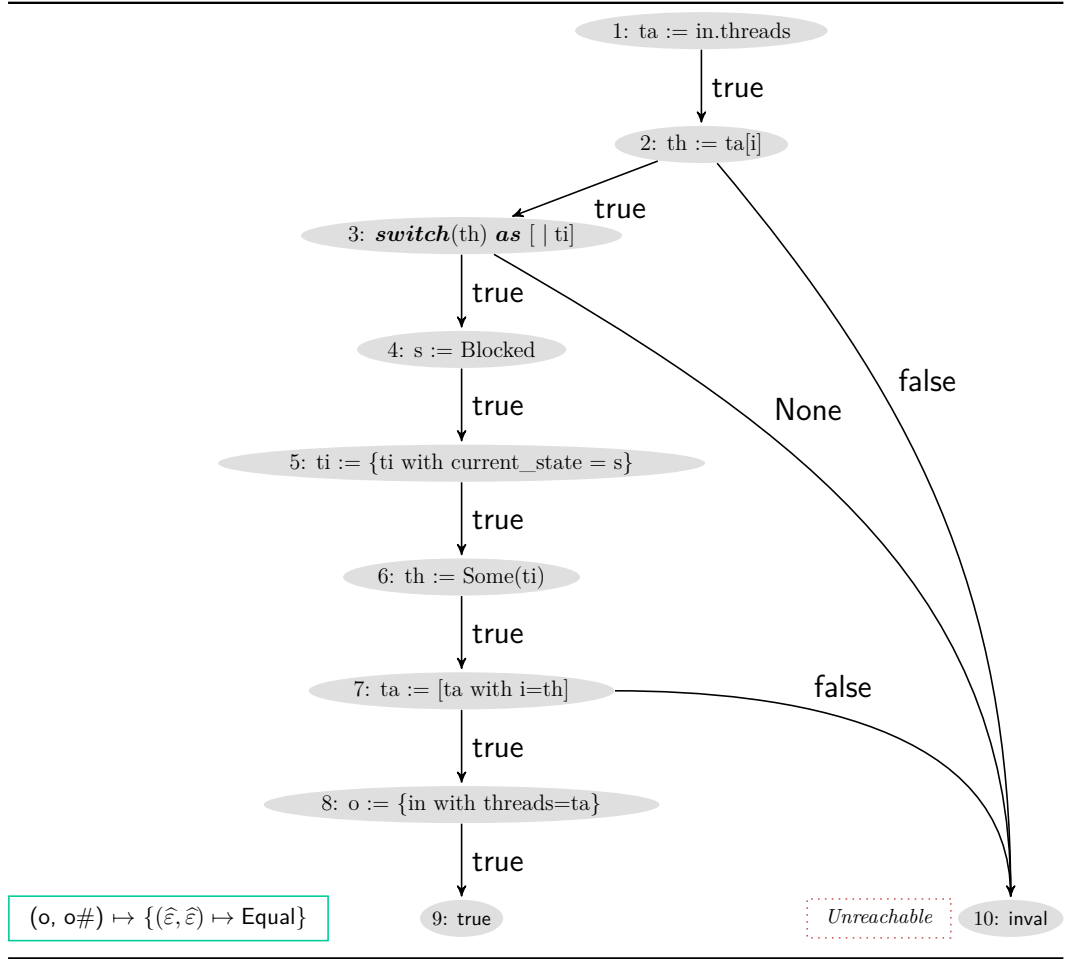 1: ta := in.threads
true
2: th := ta[i]
true
3: switch(th) as [ | ti]
true
4: s := Blocked
false
None
true
5: ti := {ti with current_state = s}
true
6: th := Some(ti)
true
7: ta := [ta with i=th]
false
true
8: o := {in with threads=ta}
true
(o, o#) ↦ {(ε̂, ε̂) ↦ Equal}
9: true
Unreachable
10: inval